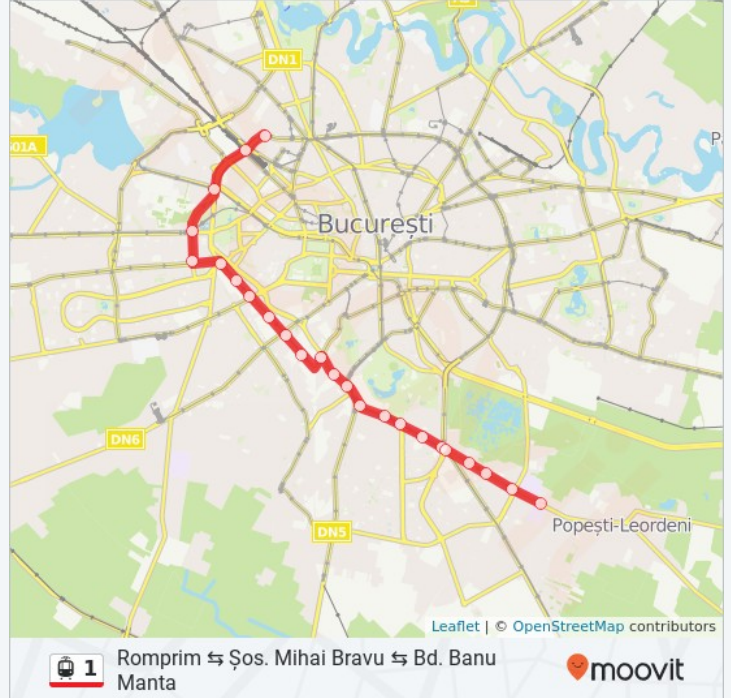 DN1
01A
P
București
DN6
DN5
Popești-Leordeni
Leaflet | © OpenStreetMap contributors
1
Romprim ⇆ Șos. Mihai Bravu ⇆ Bd. Banu
Manta
moovit